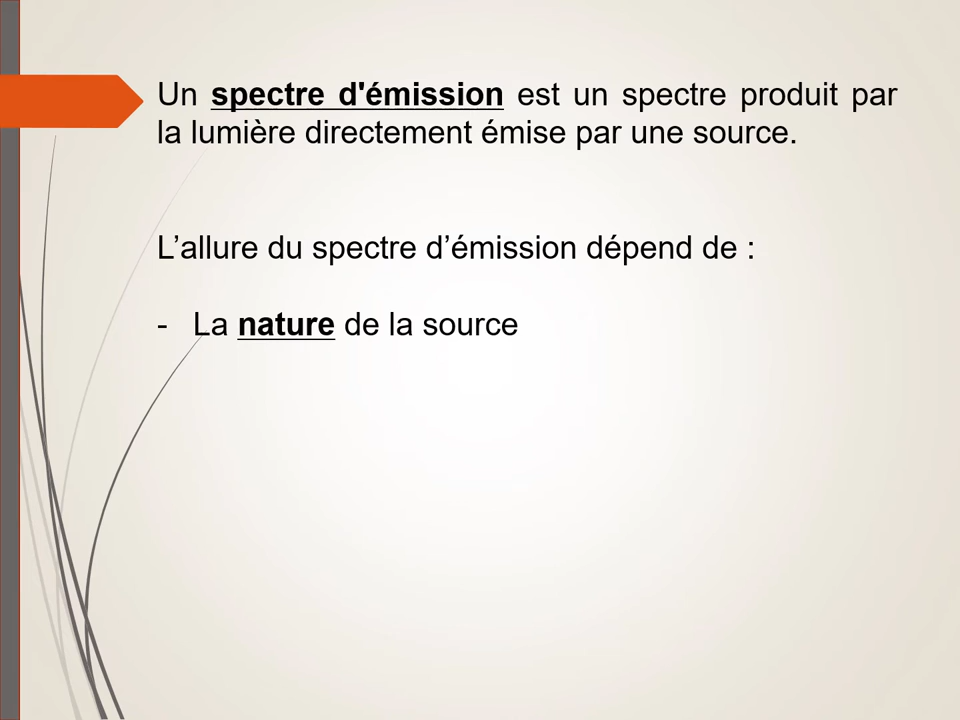 Un spectre d'émission est un spectre produit par
la lumière directement émise par une source.
L’allure du spectre d’émission dépend de :
- La nature de la source